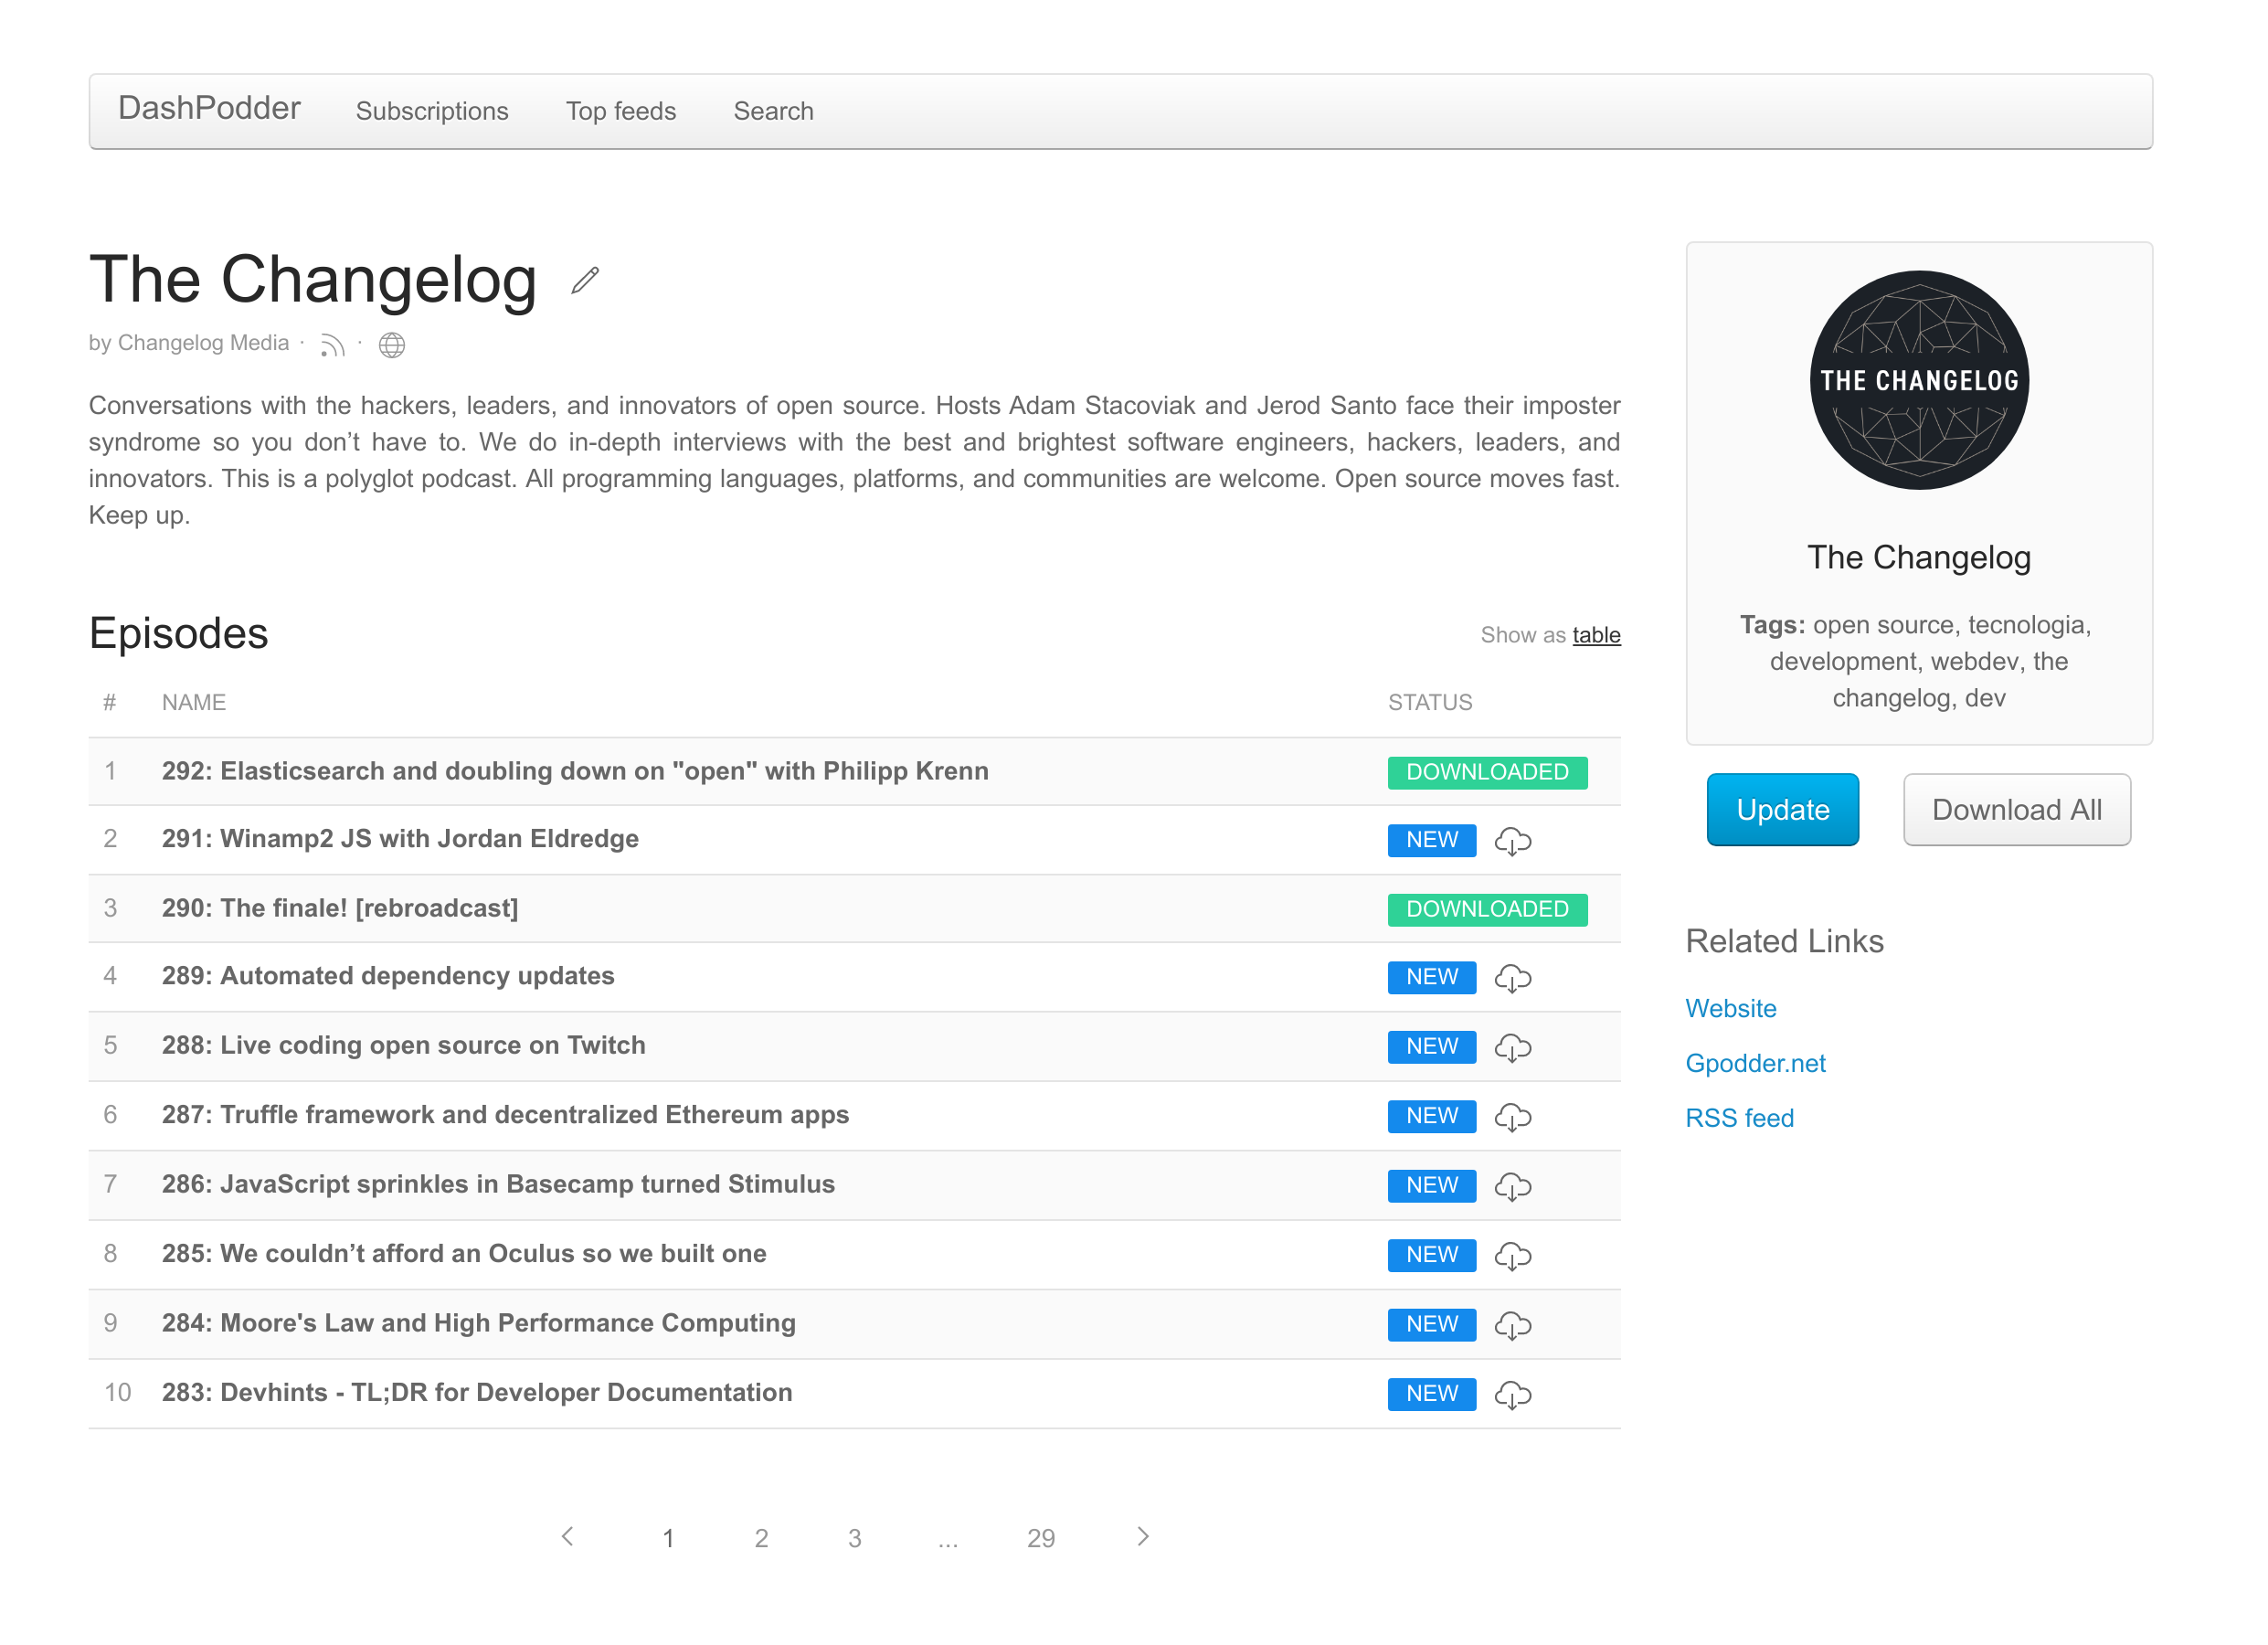 DashPodder Subscriptions Top feeds Search
The Changelog
by Changelog Media · ·
Conversations with the hackers, leaders, and innovators of open source. Hosts Adam Stacoviak and Jerod Santo face their imposter
syndrome so you don’t have to. We do in-depth interviews with the best and brightest software engineers, hackers, leaders, and
innovators. This is a polyglot podcast. All programming languages, platforms, and communities are welcome. Open source moves fast.
Keep up.
Episodes
Show as table
# NAME STATUS
1 292: Elasticsearch and doubling down on "open" with Philipp Krenn DOWNLOADED
2 291: Winamp2 JS with Jordan Eldredge NEW
3 290: The finale! [rebroadcast] DOWNLOADED
4 289: Automated dependency updates NEW
5 288: Live coding open source on Twitch NEW
6 287: Truffle framework and decentralized Ethereum apps NEW
7 286: JavaScript sprinkles in Basecamp turned Stimulus NEW
8 285: We couldn’t afford an Oculus so we built one NEW
9 284: Moore's Law and High Performance Computing NEW
10 283: Devhints - TL;DR for Developer Documentation NEW
1 2 3 ... 29
THE CHANGELOG
The Changelog
Tags: open source, tecnologia,
development, webdev, the
changelog, dev
Update Download All
Related Links
Website
Gpodder.net
RSS feed